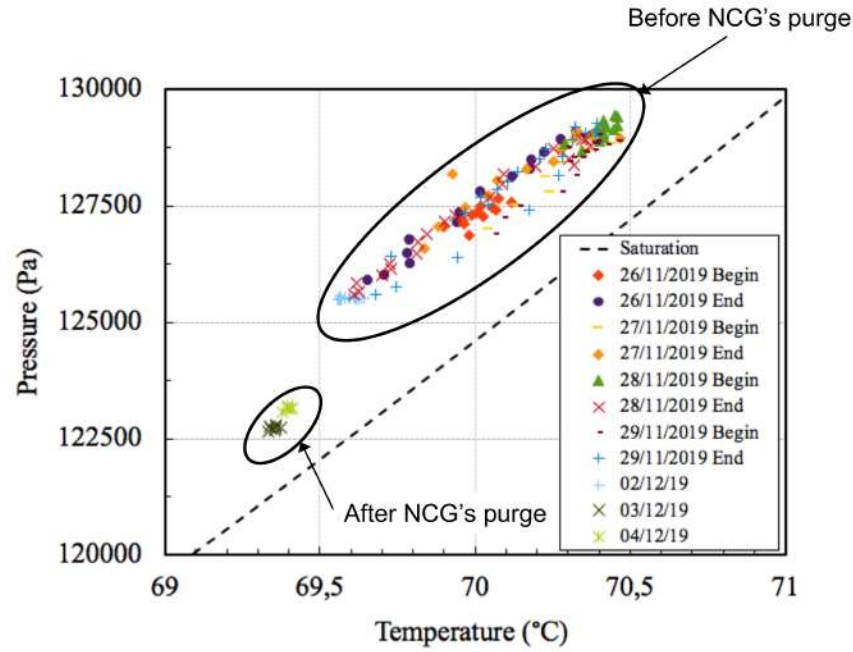 Before NCG's purge
130000
127500
125000
122500
120000
Pressure (Pa)
Saturation
26/11/2019 Begin
26/11/2019 End
27/11/2019 Begin
27/11/2019 End
28/11/2019 Begin
28/11/2019 End
29/11/2019 Begin
29/11/2019 End
02/12/19
03/12/19
04/12/19
After NCG's purge
69
69,5
70
70,5
71
Temperature (°C)